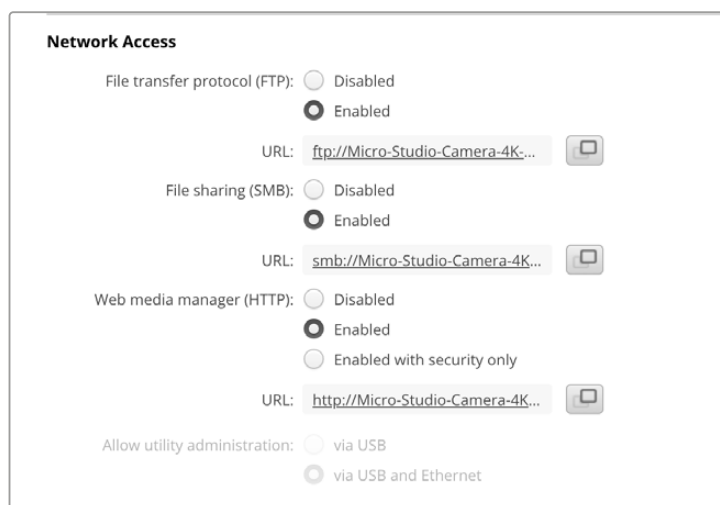 Network Access
File transfer protocol (FTP): Disabled
Enabled
URL: ftp://Micro-Studio-Camera-4K-...
File sharing (SMB): Disabled
Enabled
URL: smb://Micro-Studio-Camera-4K...
Web media manager (HTTP): Disabled
Enabled
Enabled with security only
URL: http://Micro-Studio-Camera-4K...
Allow utility administration: via USB
via USB and Ethernet